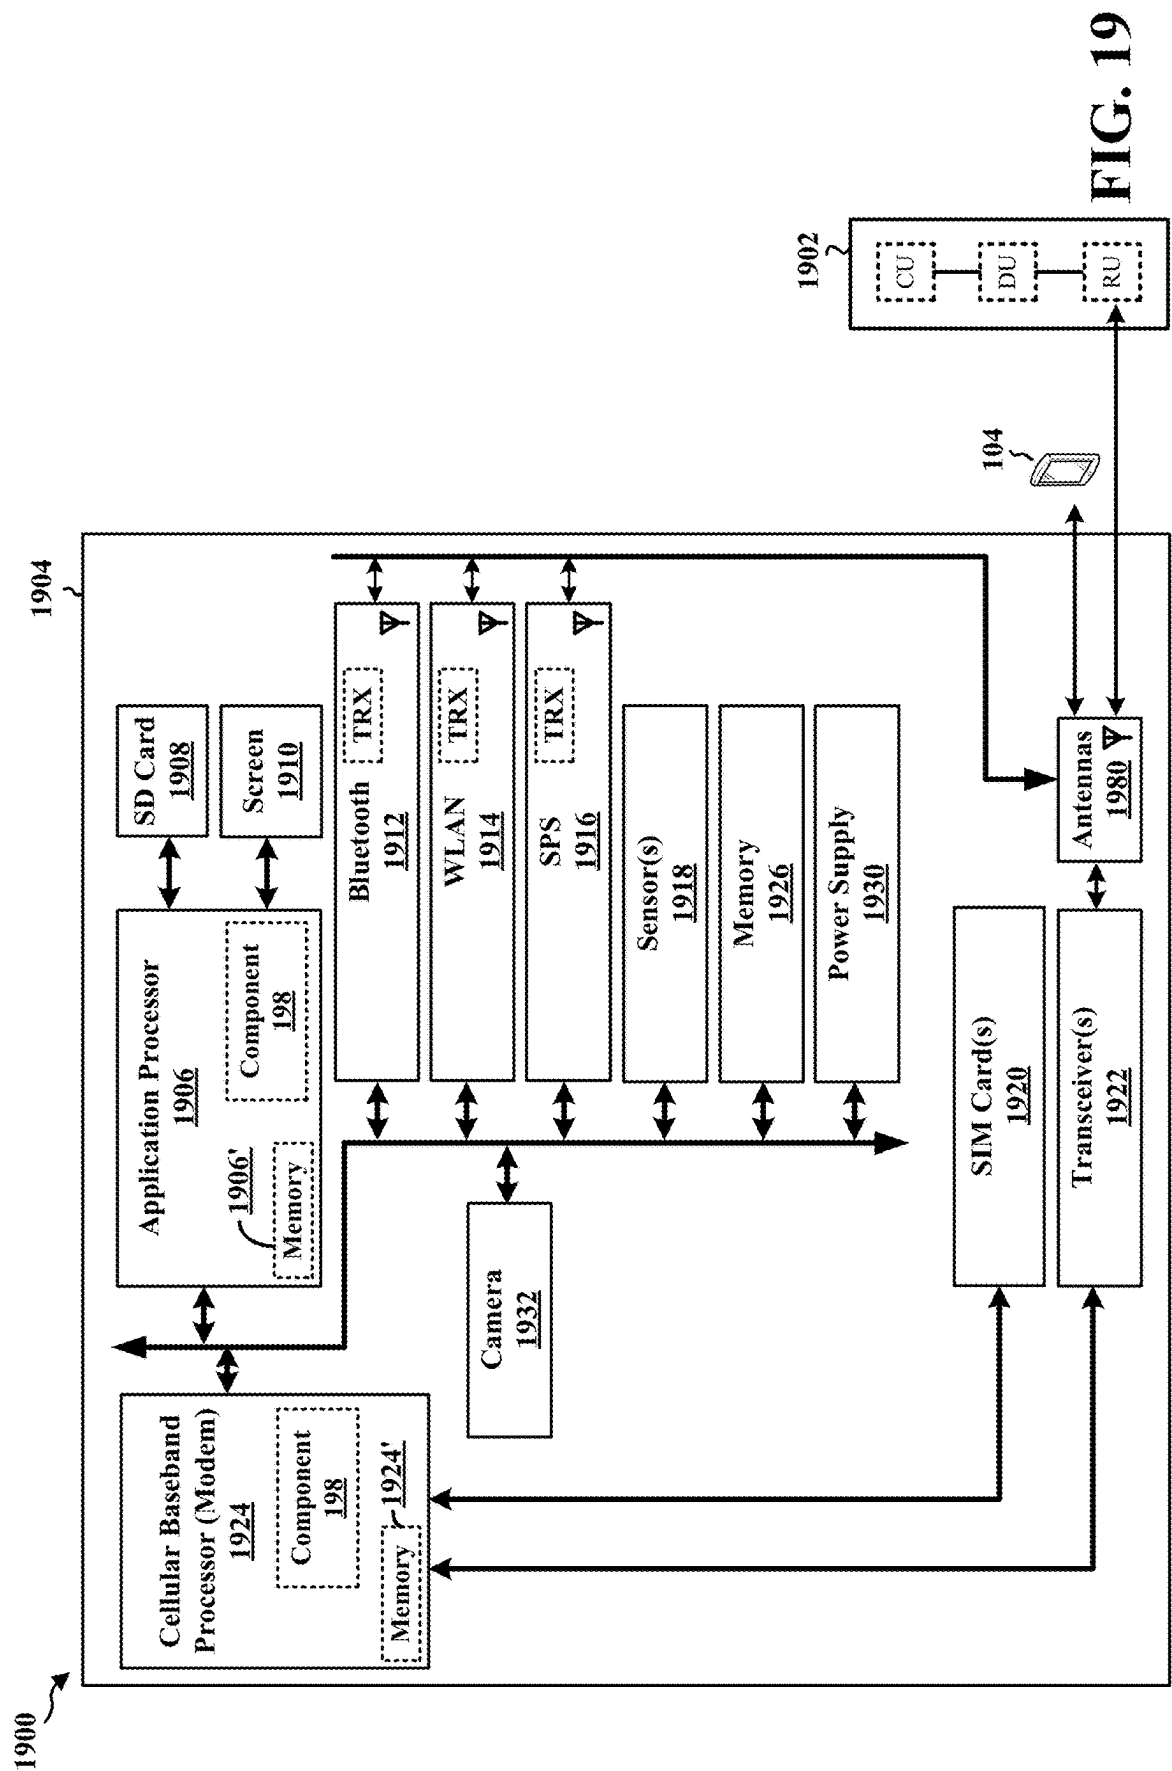 1900
1904
Cellular Baseband
Processor (Modem)
1924
Component
198
Memory
1924'
Application Processor
1906
1906'
Memory
Component
198
SD Card
1908
Screen
1910
Camera
1932
Bluetooth
1912
TRX
WLAN
1914
TRX
SPS
1916
TRX
Sensor(s)
1918
Memory
1926
Power Supply
1930
SIM Card(s)
1920
Transceiver(s)
1922
Antennas
1980
104
1902
CU
DU
RU
FIG. 19